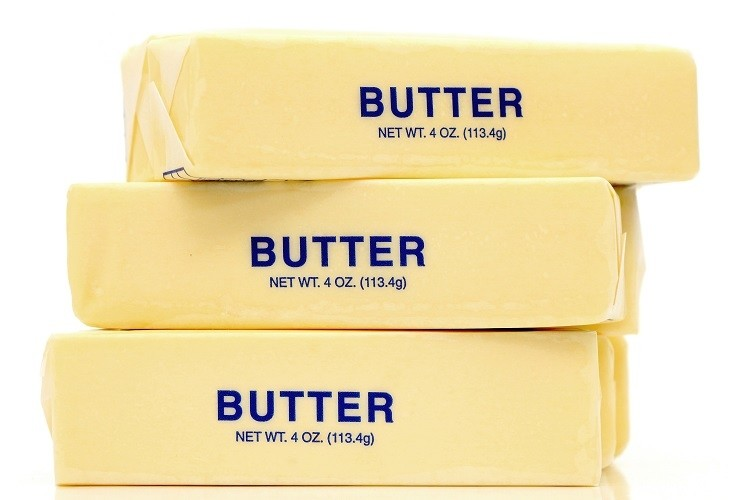 BUTTER
NET WT. 4 OZ. (113.4g)
BUTTER
NET WT. 4 OZ. (113.4g)
BUTTER
NET WT. 4 OZ. (113.4g)